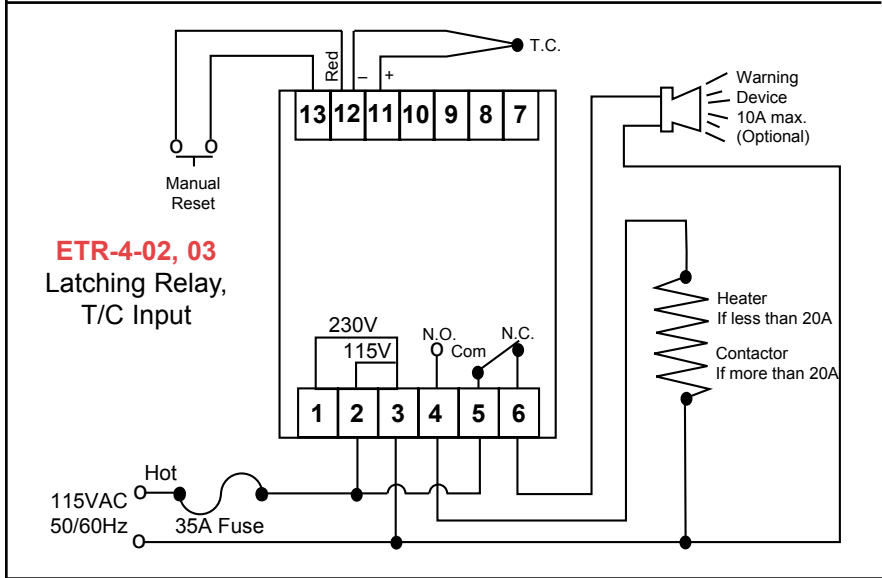 T.C.
Red
–
+
13 12 11 10 9 8 7
Warning
Device
10A max.
(Optional)
Manual
Reset
ETR-4-02, 03
Latching Relay,
T/C Input
Heater
If less than 20A
Contactor
If more than 20A
230V
115V
N.O.
Com
N.C.
1 2 3 4 5 6
Hot
115VAC
50/60Hz
35A Fuse